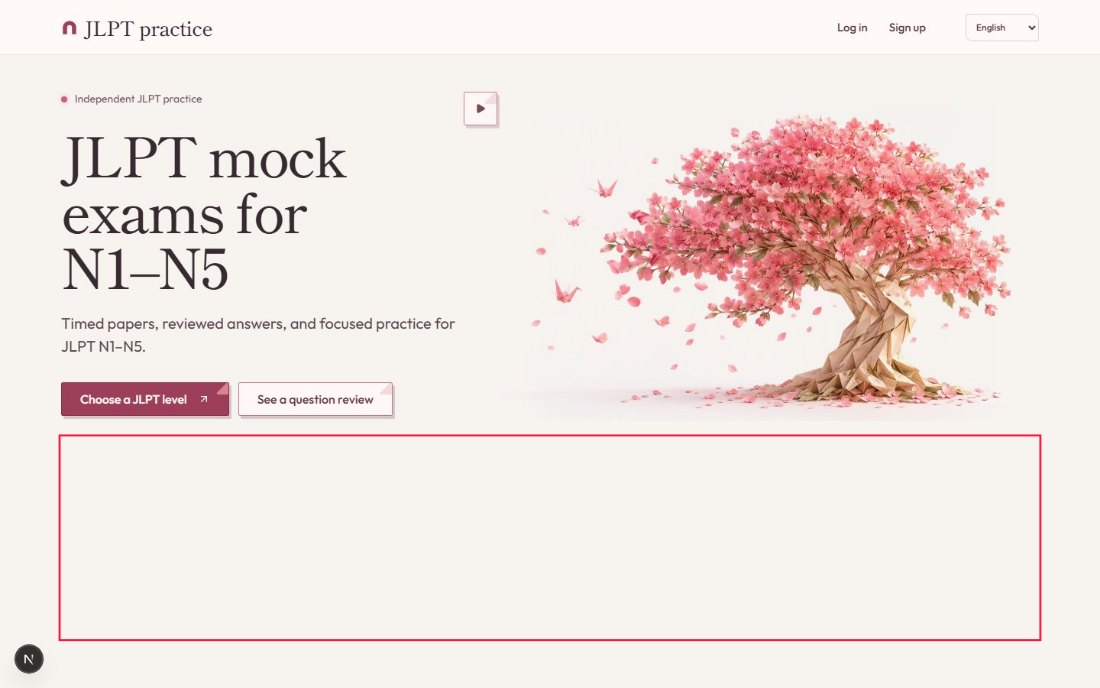 JLPT practice
Log in
Sign up
English
Independent JLPT practice
JLPT mock
exams for
N1–N5
Timed papers, reviewed answers, and focused practice for
JLPT N1–N5.
Choose a JLPT level
See a question review
N